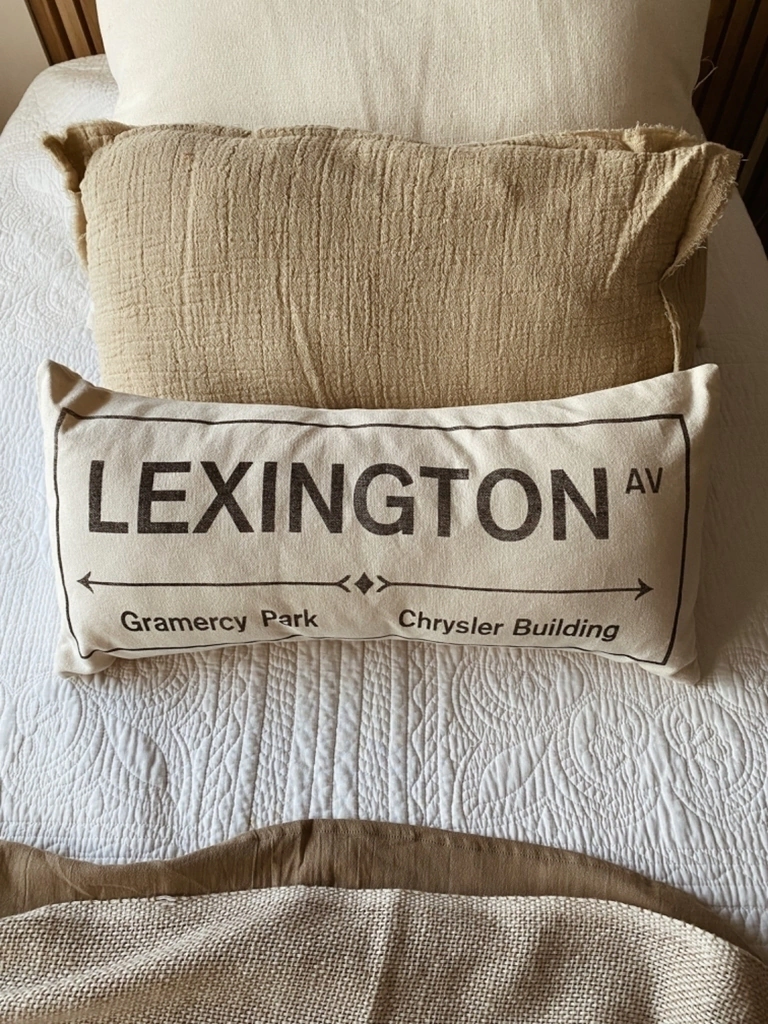 LEXINGTON AV
Gramercy Park Chrysler Building